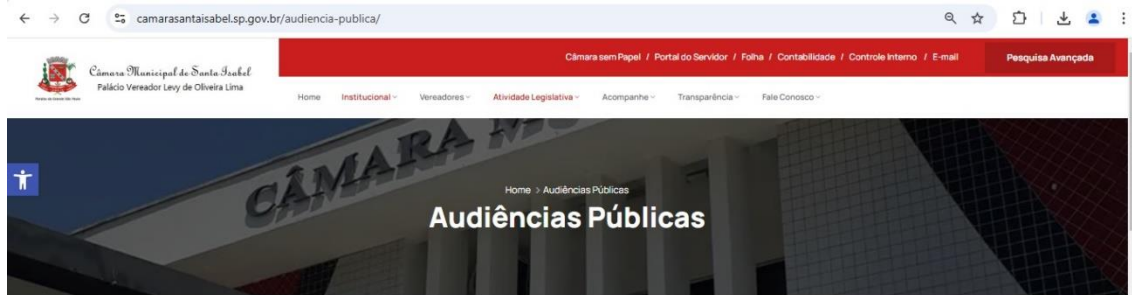 camarasantaisabel.sp.gov.br/audiencia-publica/
Câmara Municipal de Santa Isabel
Palácio Vereador Levy de Oliveira Lima
Câmara sem Papel / Portal do Servidor / Folha / Contabilidade / Controle Interno / E-mail
Pesquisa Avançada
Home Institucional Vereadores Atividade Legislativa Acompanhe Transparência Fale Conosco
CÂMARA MU
Home > Audiências Públicas
Audiências Públicas